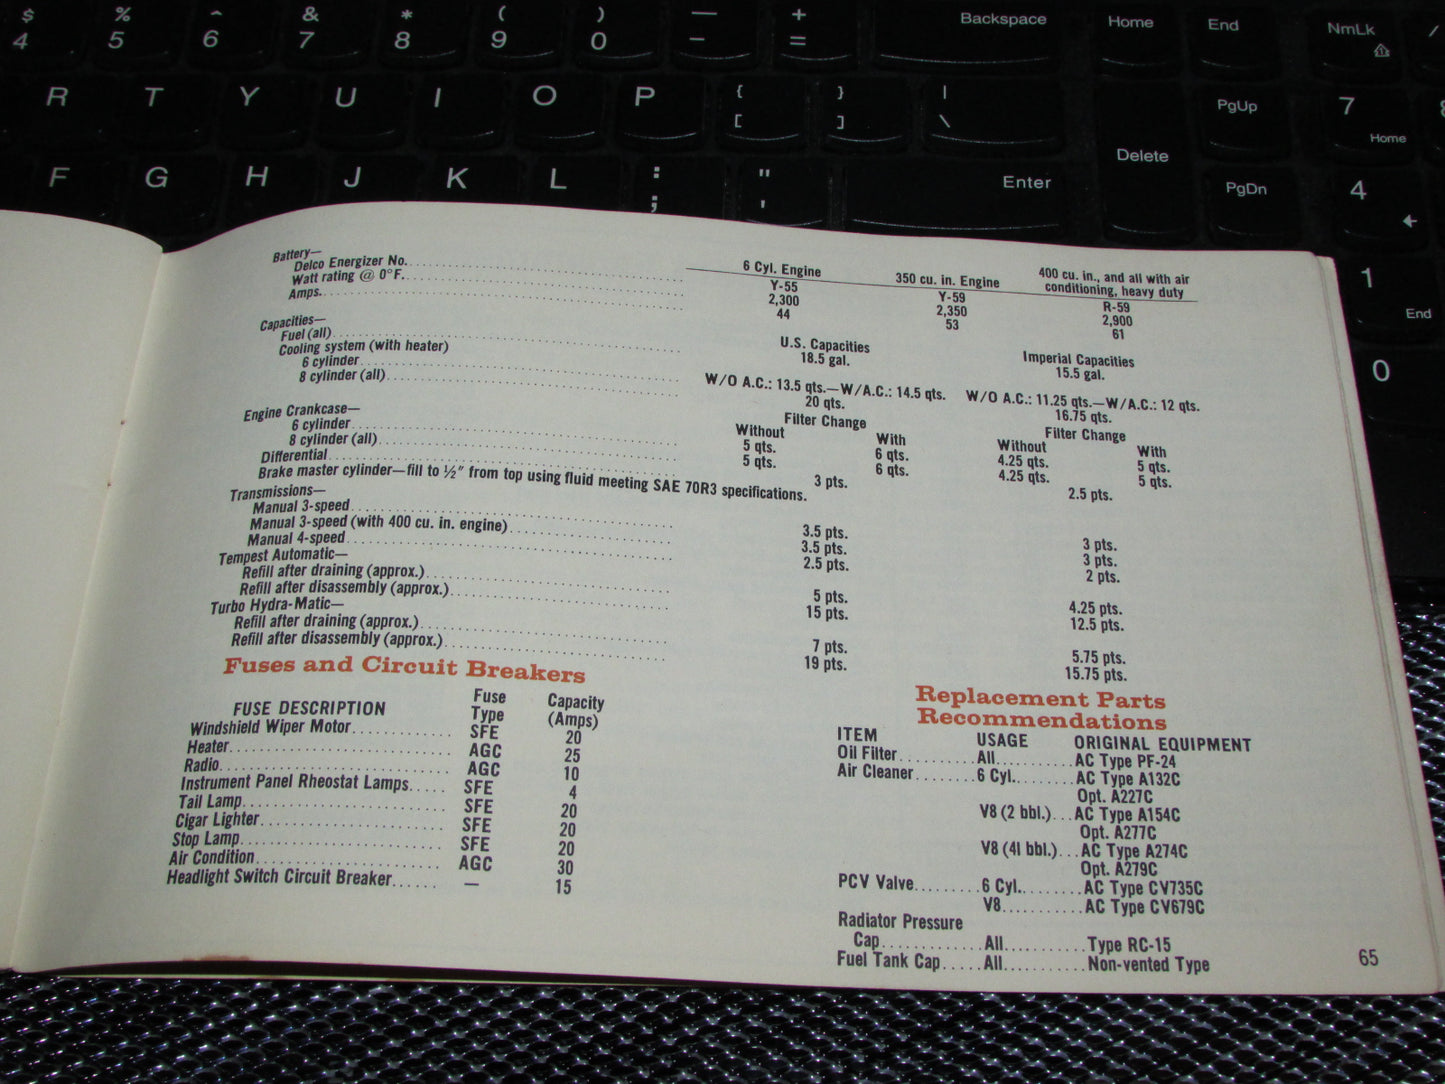 $ % ^ & * ( ) — + Backspace Home End NmLk /
4 5 6 7 8 9 0 – =
R T Y U I O P { [ } ] | \ Delete PgUp 7 Home
F G H J K L : ; " ' Enter PgDn 4
1 End
0
Battery—
6 Cyl. Engine 350 cu. in. Engine 400 cu. in., and all with air
conditioning, heavy duty
Delco Energizer No. Y-55 Y-59 R-59
Watt rating @ 0°F. 2,300 2,350 2,900
Amps. 44 53 61
Capacities— U.S. Capacities Imperial Capacities
Fuel (all) 18.5 gal. 15.5 gal.
Cooling system (with heater)
6 cylinder W/O A.C.: 13.5 qts.—W/A.C.: 14.5 qts. W/O A.C.: 11.25 qts.—W/A.C.: 12 qts.
8 cylinder (all) 20 qts. 16.75 qts.
Engine Crankcase— Filter Change Filter Change
Without With Without With
6 cylinder 5 qts. 6 qts. 4.25 qts. 5 qts.
8 cylinder (all) 5 qts. 6 qts. 4.25 qts. 5 qts.
Differential 3 pts. 2.5 pts.
Brake master cylinder—fill to ½" from top using fluid meeting SAE 70R3 specifications.
Transmissions—
Manual 3-speed 3.5 pts. 3 pts.
Manual 3-speed (with 400 cu. in. engine) 3.5 pts. 3 pts.
Manual 4-speed 2.5 pts. 2 pts.
Tempest Automatic—
Refill after draining (approx.) 5 pts. 4.25 pts.
Refill after disassembly (approx.) 15 pts. 12.5 pts.
Turbo Hydra-Matic—
Refill after draining (approx.) 7 pts. 5.75 pts.
Refill after disassembly (approx.) 19 pts. 15.75 pts.
Fuses and Circuit Breakers
FUSE DESCRIPTION Fuse Type Capacity (Amps)
Windshield Wiper Motor SFE 20
Heater AGC 25
Radio AGC 10
Instrument Panel Rheostat Lamps SFE 4
Tail Lamp SFE 20
Cigar Lighter SFE 20
Stop Lamp SFE 20
Air Condition AGC 30
Headlight Switch Circuit Breaker — 15
Replacement Parts
Recommendations
ITEM USAGE ORIGINAL EQUIPMENT
Oil Filter All AC Type PF-24
Air Cleaner 6 Cyl. AC Type A132C
Opt. A227C
V8 (2 bbl.) AC Type A154C
Opt. A277C
V8 (4l bbl.) AC Type A274C
Opt. A279C
PCV Valve 6 Cyl. AC Type CV735C
V8 AC Type CV679C
Radiator Pressure
Cap All Type RC-15
Fuel Tank Cap All Non-vented Type
65